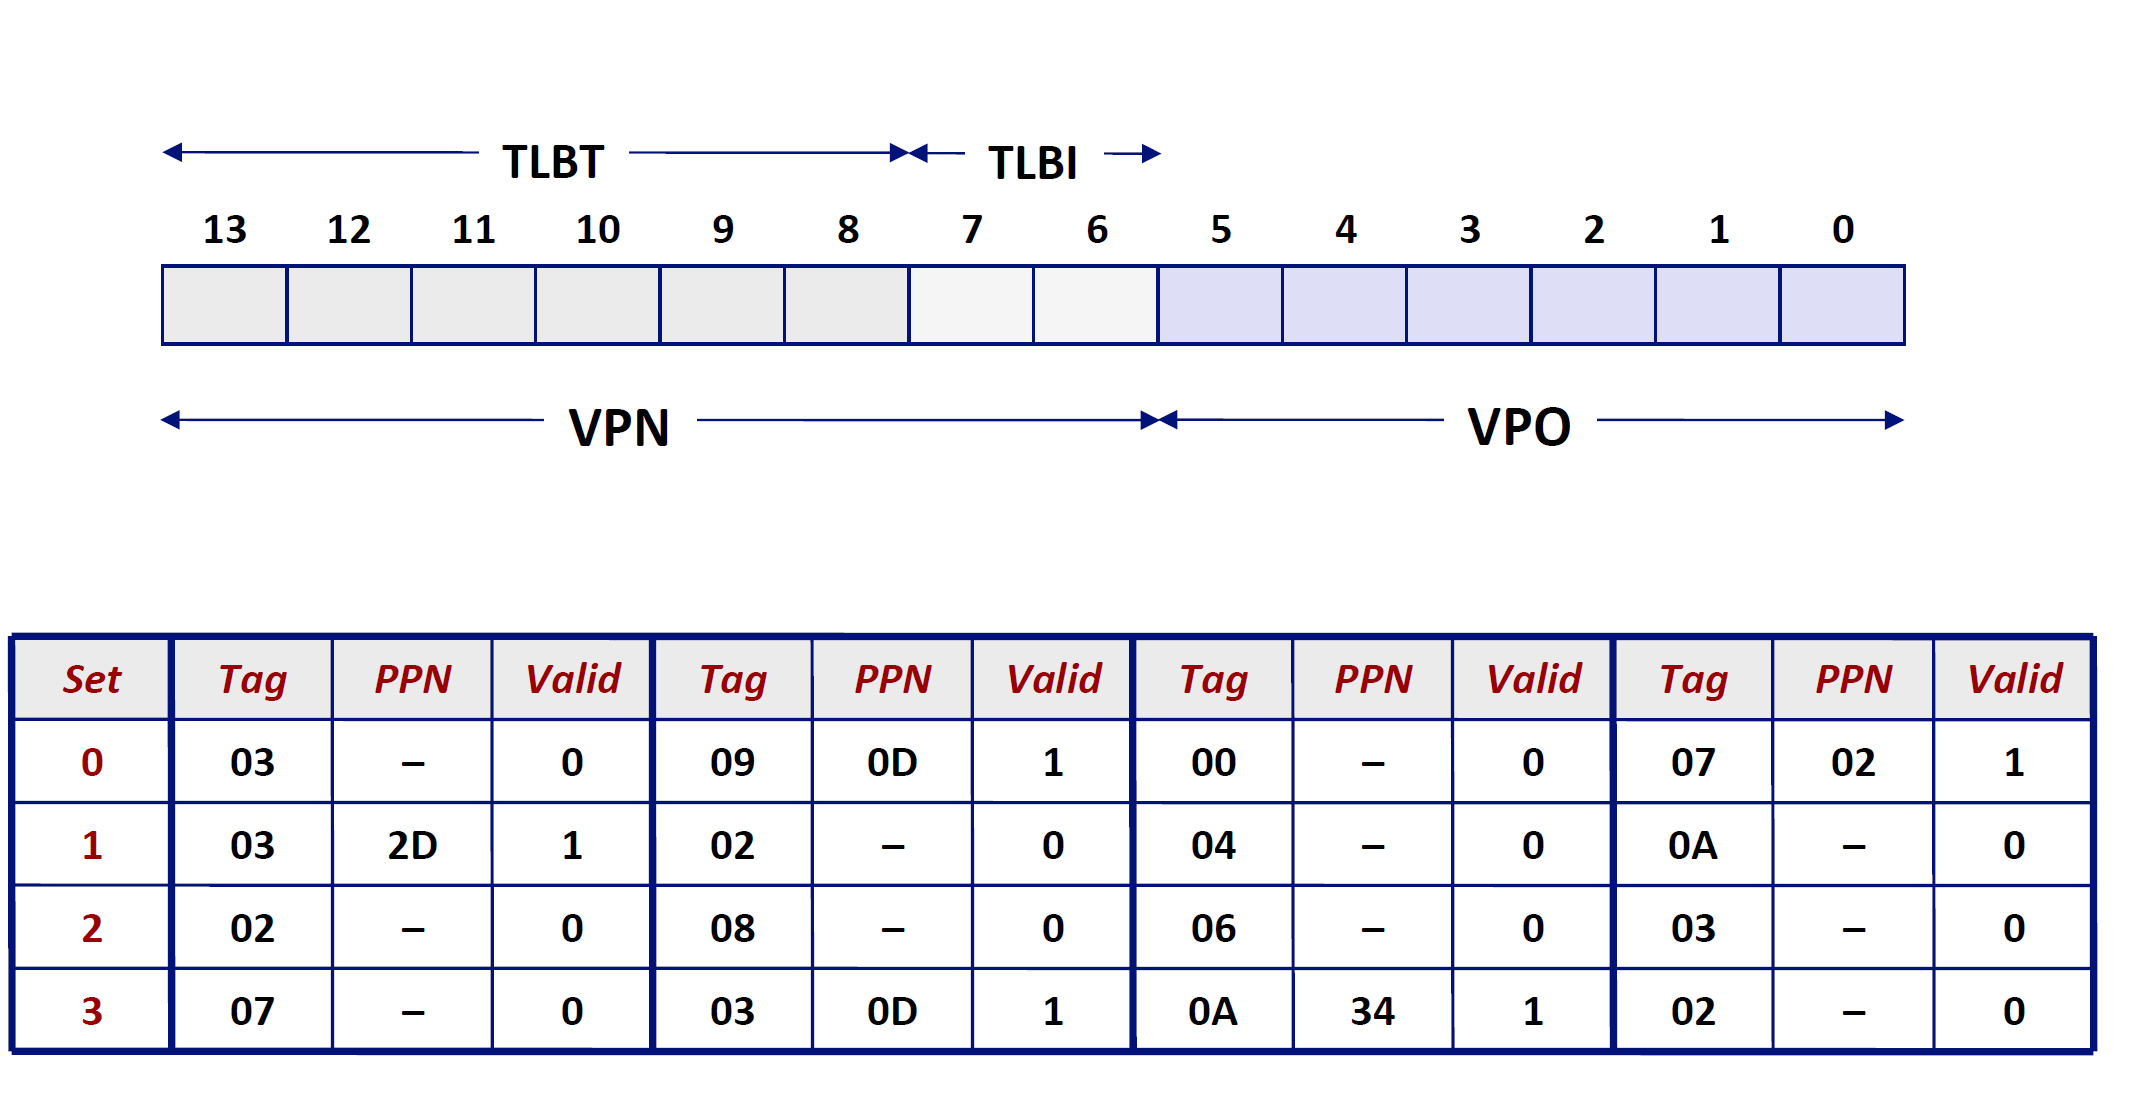 TLBT TLBI
13 12 11 10 9 8 7 6 5 4 3 2 1 0
VPN VPO
Set Tag PPN Valid Tag PPN Valid Tag PPN Valid Tag PPN Valid
0 03 – 0 09 0D 1 00 – 0 07 02 1
1 03 2D 1 02 – 0 04 – 0 0A – 0
2 02 – 0 08 – 0 06 – 0 03 – 0
3 07 – 0 03 0D 1 0A 34 1 02 – 0